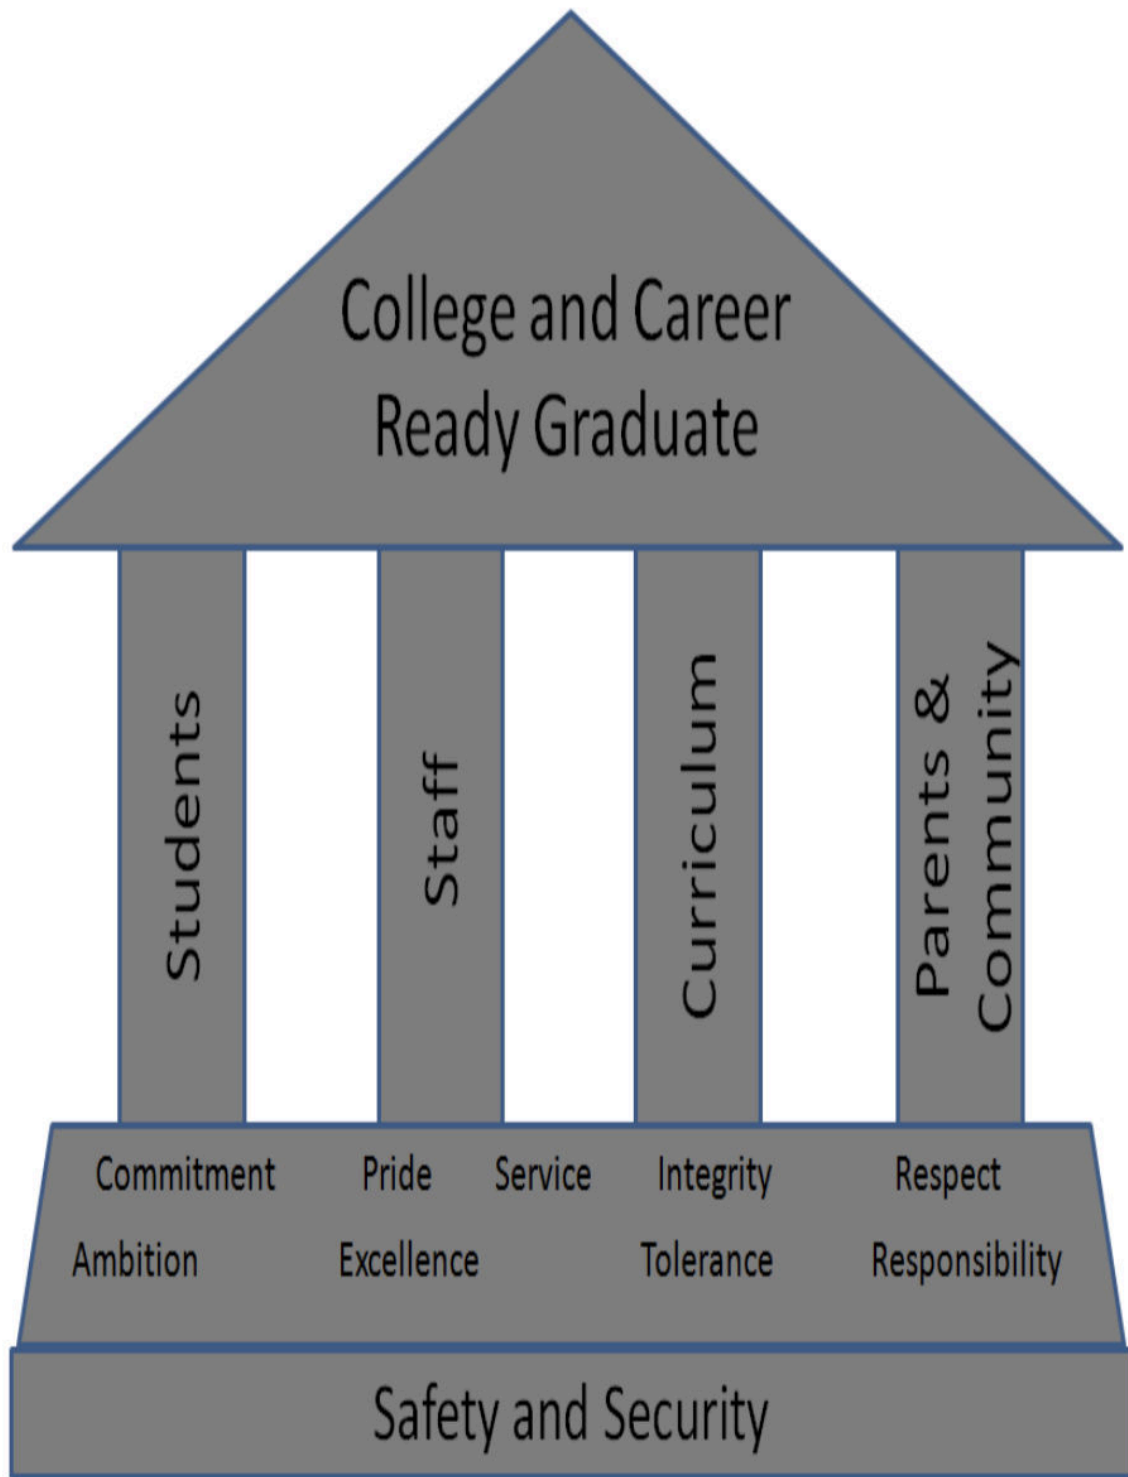 College and Career
Ready Graduate
Students
Staff
Curriculum
Parents &
Community
Commitment Pride Service Integrity Respect
Ambition Excellence Tolerance Responsibility
Safety and Security